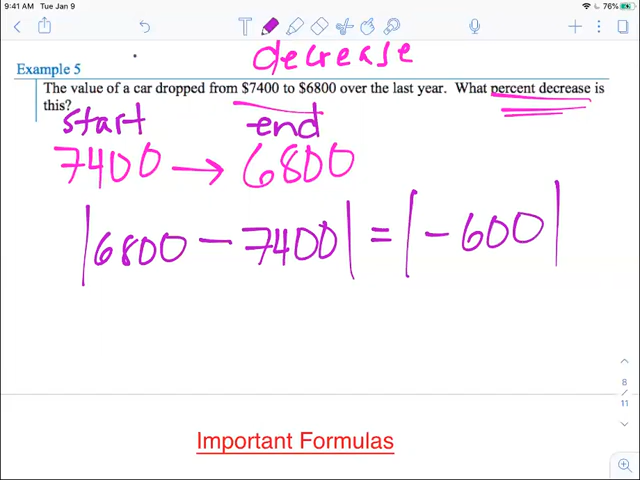 9:41 AM Tue Jan 9
76%
decrease
Example 5
The value of a car dropped from $7400 to $6800 over the last year. What percent decrease is
this?
start end
7400 → 6800
|6800 - 7400| = |-600|
8
/
11
Important Formulas